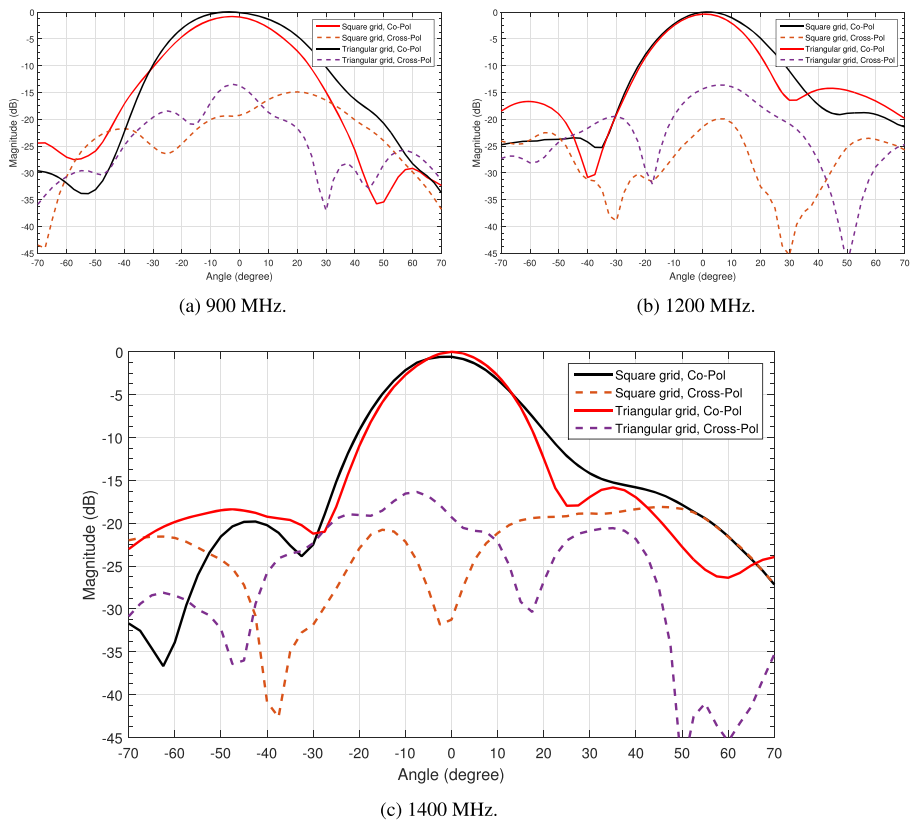 0
-5
-10
-15
-20
-25
-30
-35
-40
-45
Magnitude (dB)
Square grid, Co-Pol
Square grid, Cross-Pol
Triangular grid, Co-Pol
Triangular grid, Cross-Pol
-70 -60 -50 -40 -30 -20 -10 0 10 20 30 40 50 60 70
Angle (degree)
(a) 900 MHz.
0
-5
-10
-15
-20
-25
-30
-35
-40
-45
Magnitude (dB)
Square grid, Co-Pol
Square grid, Cross-Pol
Triangular grid, Co-Pol
Triangular grid, Cross-Pol
-70 -60 -50 -40 -30 -20 -10 0 10 20 30 40 50 60 70
Angle (degree)
(b) 1200 MHz.
0
-5
-10
-15
-20
-25
-30
-35
-40
-45
Magnitude (dB)
Square grid, Co-Pol
Square grid, Cross-Pol
Triangular grid, Co-Pol
Triangular grid, Cross-Pol
-70 -60 -50 -40 -30 -20 -10 0 10 20 30 40 50 60 70
Angle (degree)
(c) 1400 MHz.